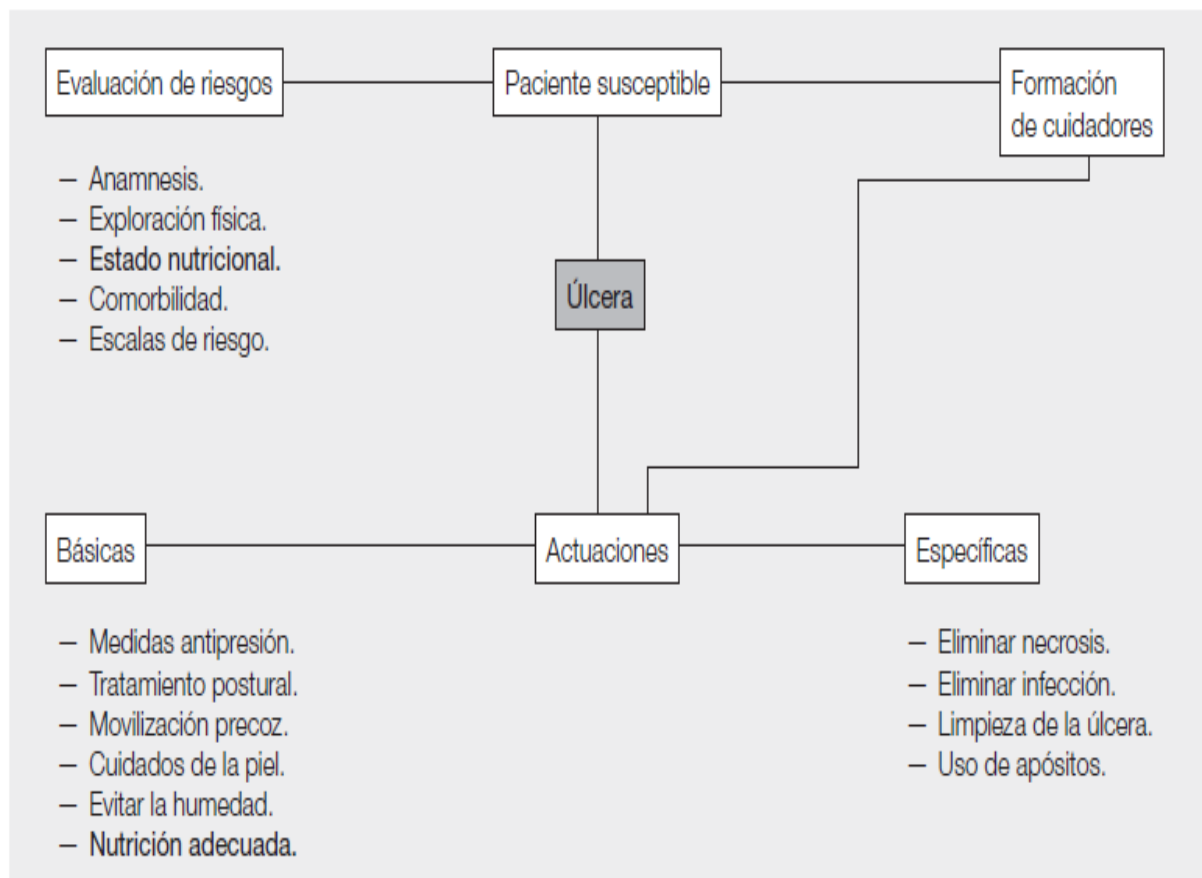 Evaluación de riesgos
Paciente susceptible
Formación
de cuidadores
– Anamnesis.
– Exploración física.
– Estado nutricional.
– Comorbilidad.
– Escalas de riesgo.
Úlcera
Básicas
Actuaciones
Específicas
– Medidas antipresión.
– Tratamiento postural.
– Movilización precoz.
– Cuidados de la piel.
– Evitar la humedad.
– Nutrición adecuada.
– Eliminar necrosis.
– Eliminar infección.
– Limpieza de la úlcera.
– Uso de apósitos.